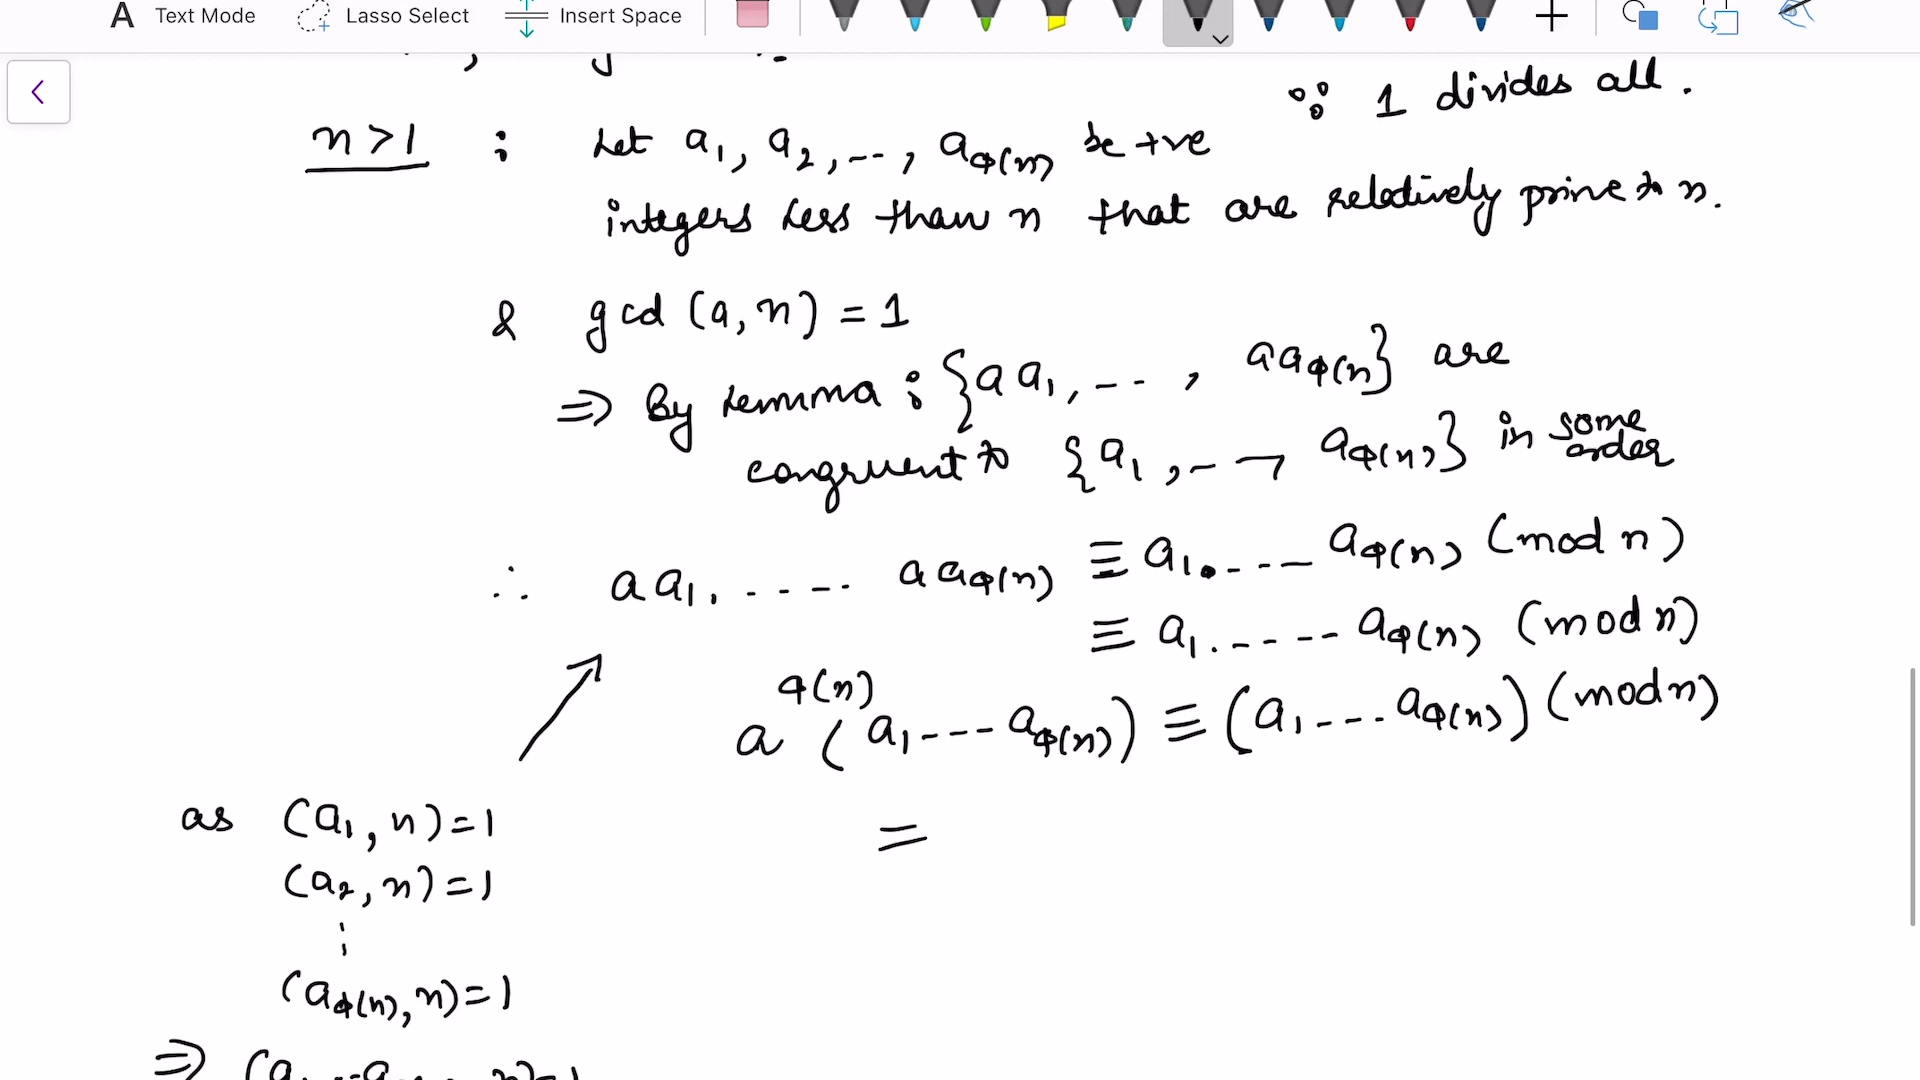 Text Mode Lasso Select Insert Space
∵ 1 divides all.
n>1 : Let a₁, a₂, --, aφ(n) be +ve
integers less than n that are relatively prime to n.
& gcd (a, n) = 1
⇒ By Lemma : {aa₁, --- , aaφ(n)} are
congruent to {a₁, --, aφ(n)} in some order
∴ aa₁. ----- aaφ(n) ≡ a₁. ---- aφ(n) (mod n)
≡ a₁. ----- aφ(n) (mod n)
a^φ(n) (a₁ --- aφ(n)) ≡ (a₁ --- aφ(n)) (mod n)
as (a₁, n) = 1
=
(a₂, n) = 1
⋮
(aφ(n), n) = 1
⇒